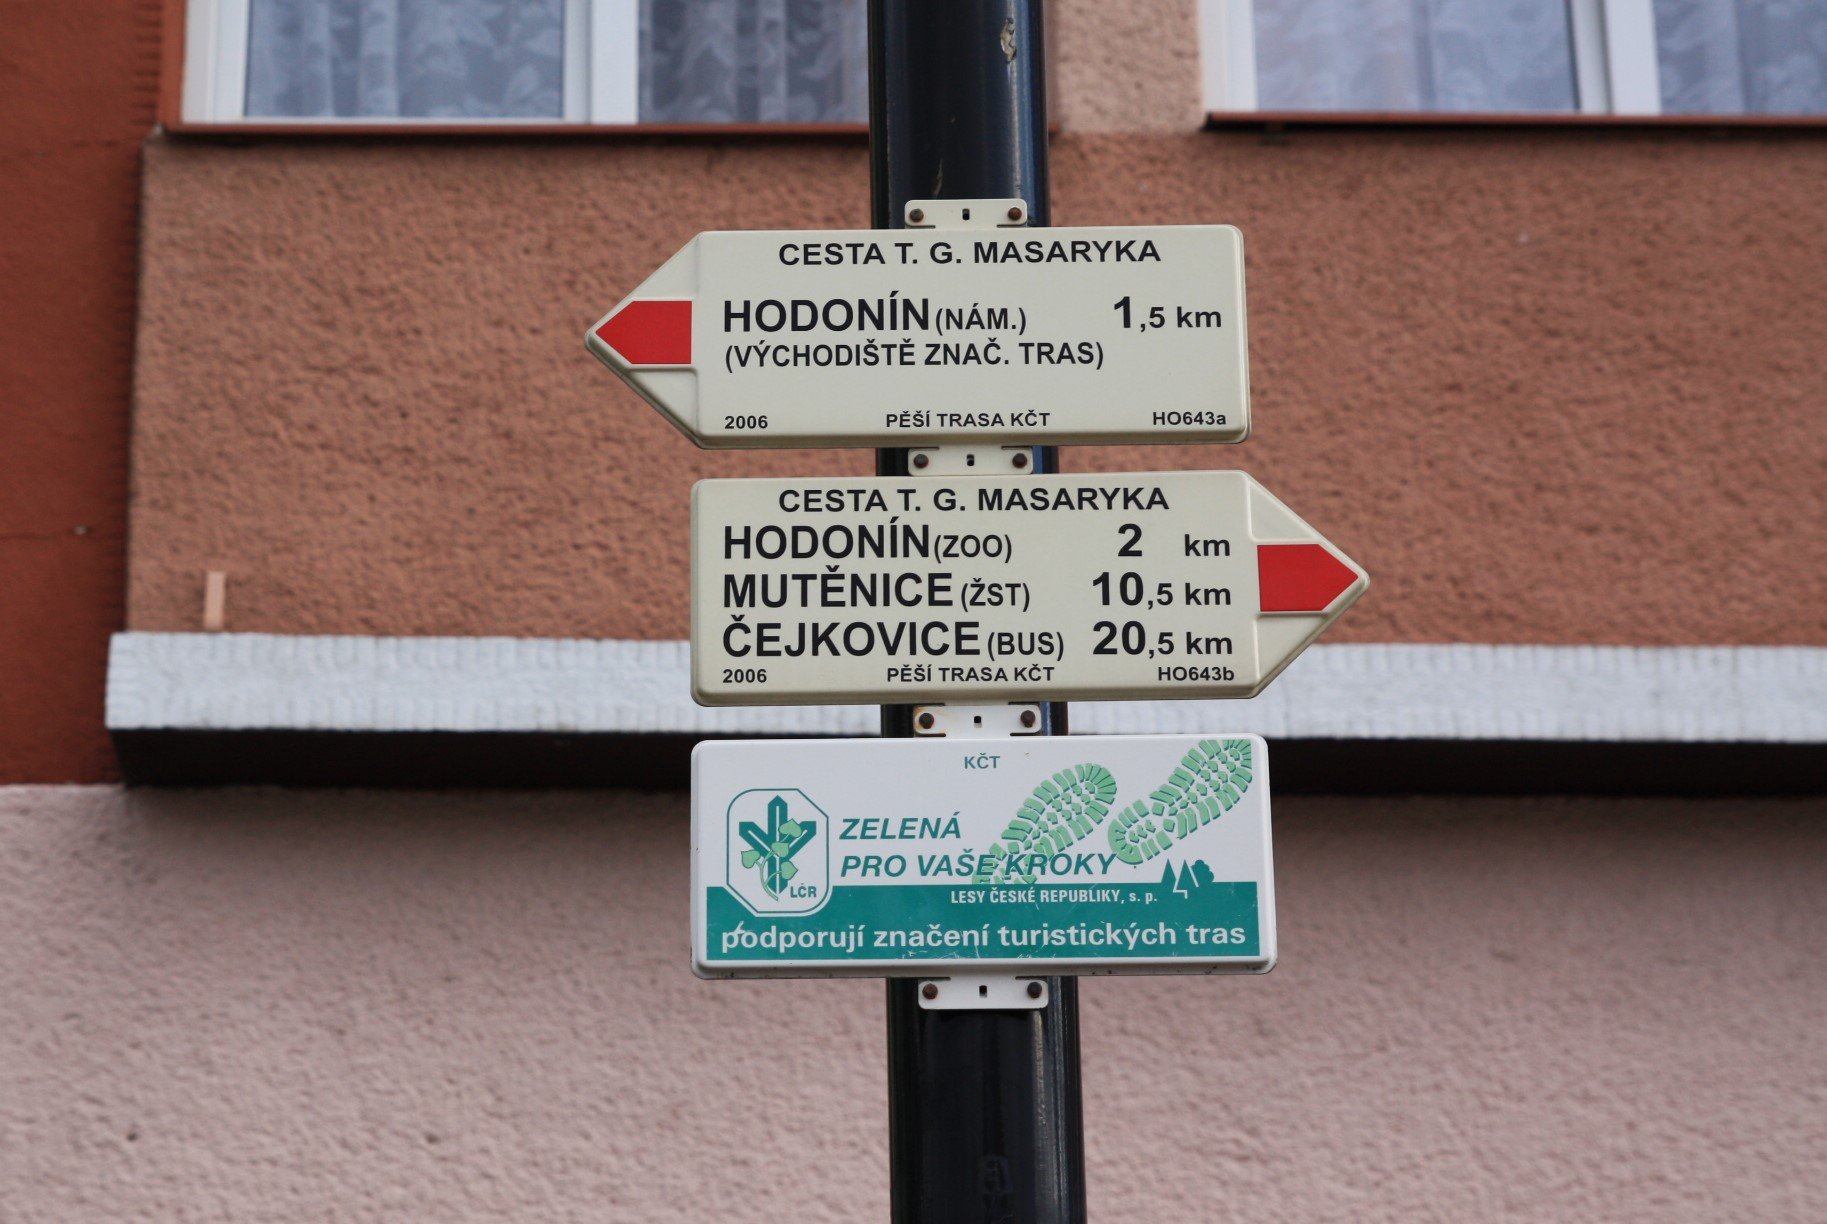 CESTA T. G. MASARYKA
HODONÍN (NÁM.) 1,5 km
(VÝCHODIŠTĚ ZNAČ. TRAS)
2006 PĚŠÍ TRASA KČT HO643a
CESTA T. G. MASARYKA
HODONÍN (ZOO) 2 km
MUTĚNICE (ŽST) 10,5 km
ČEJKOVICE (BUS) 20,5 km
2006 PĚŠÍ TRASA KČT HO643b
KČT
ZELENÁ
PRO VAŠE KROKY
LČR
LESY ČESKÉ REPUBLIKY, s. p.
podporují značení turistických tras